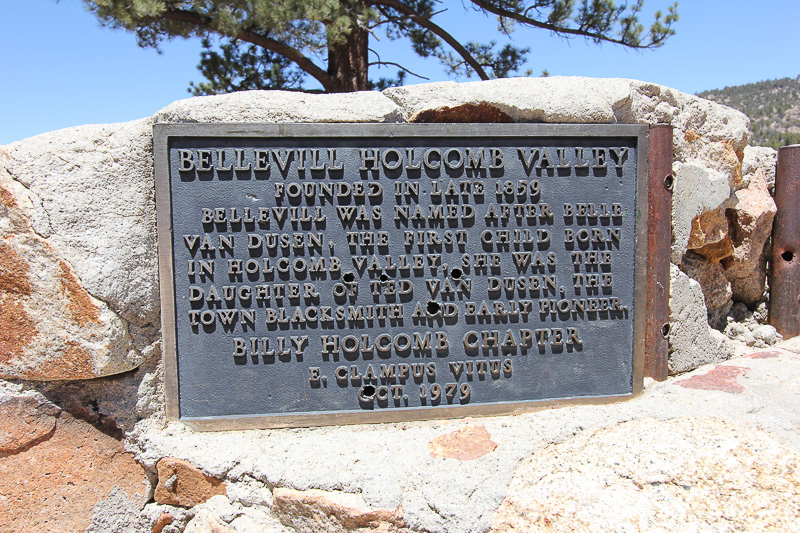 BELLEVILL HOLCOMB VALLEY
FOUNDED IN LATE 1859
BELLEVILL WAS NAMED AFTER BELLE
VAN DUSEN, THE FIRST CHILD BORN
IN HOLCOMB VALLEY, SHE WAS THE
DAUGHTER OF TED VAN DUSEN, THE
TOWN BLACKSMITH AND EARLY PIONEER.
BILLY HOLCOMB CHAPTER
E. CLAMPUS VITUS
OCT. 1979